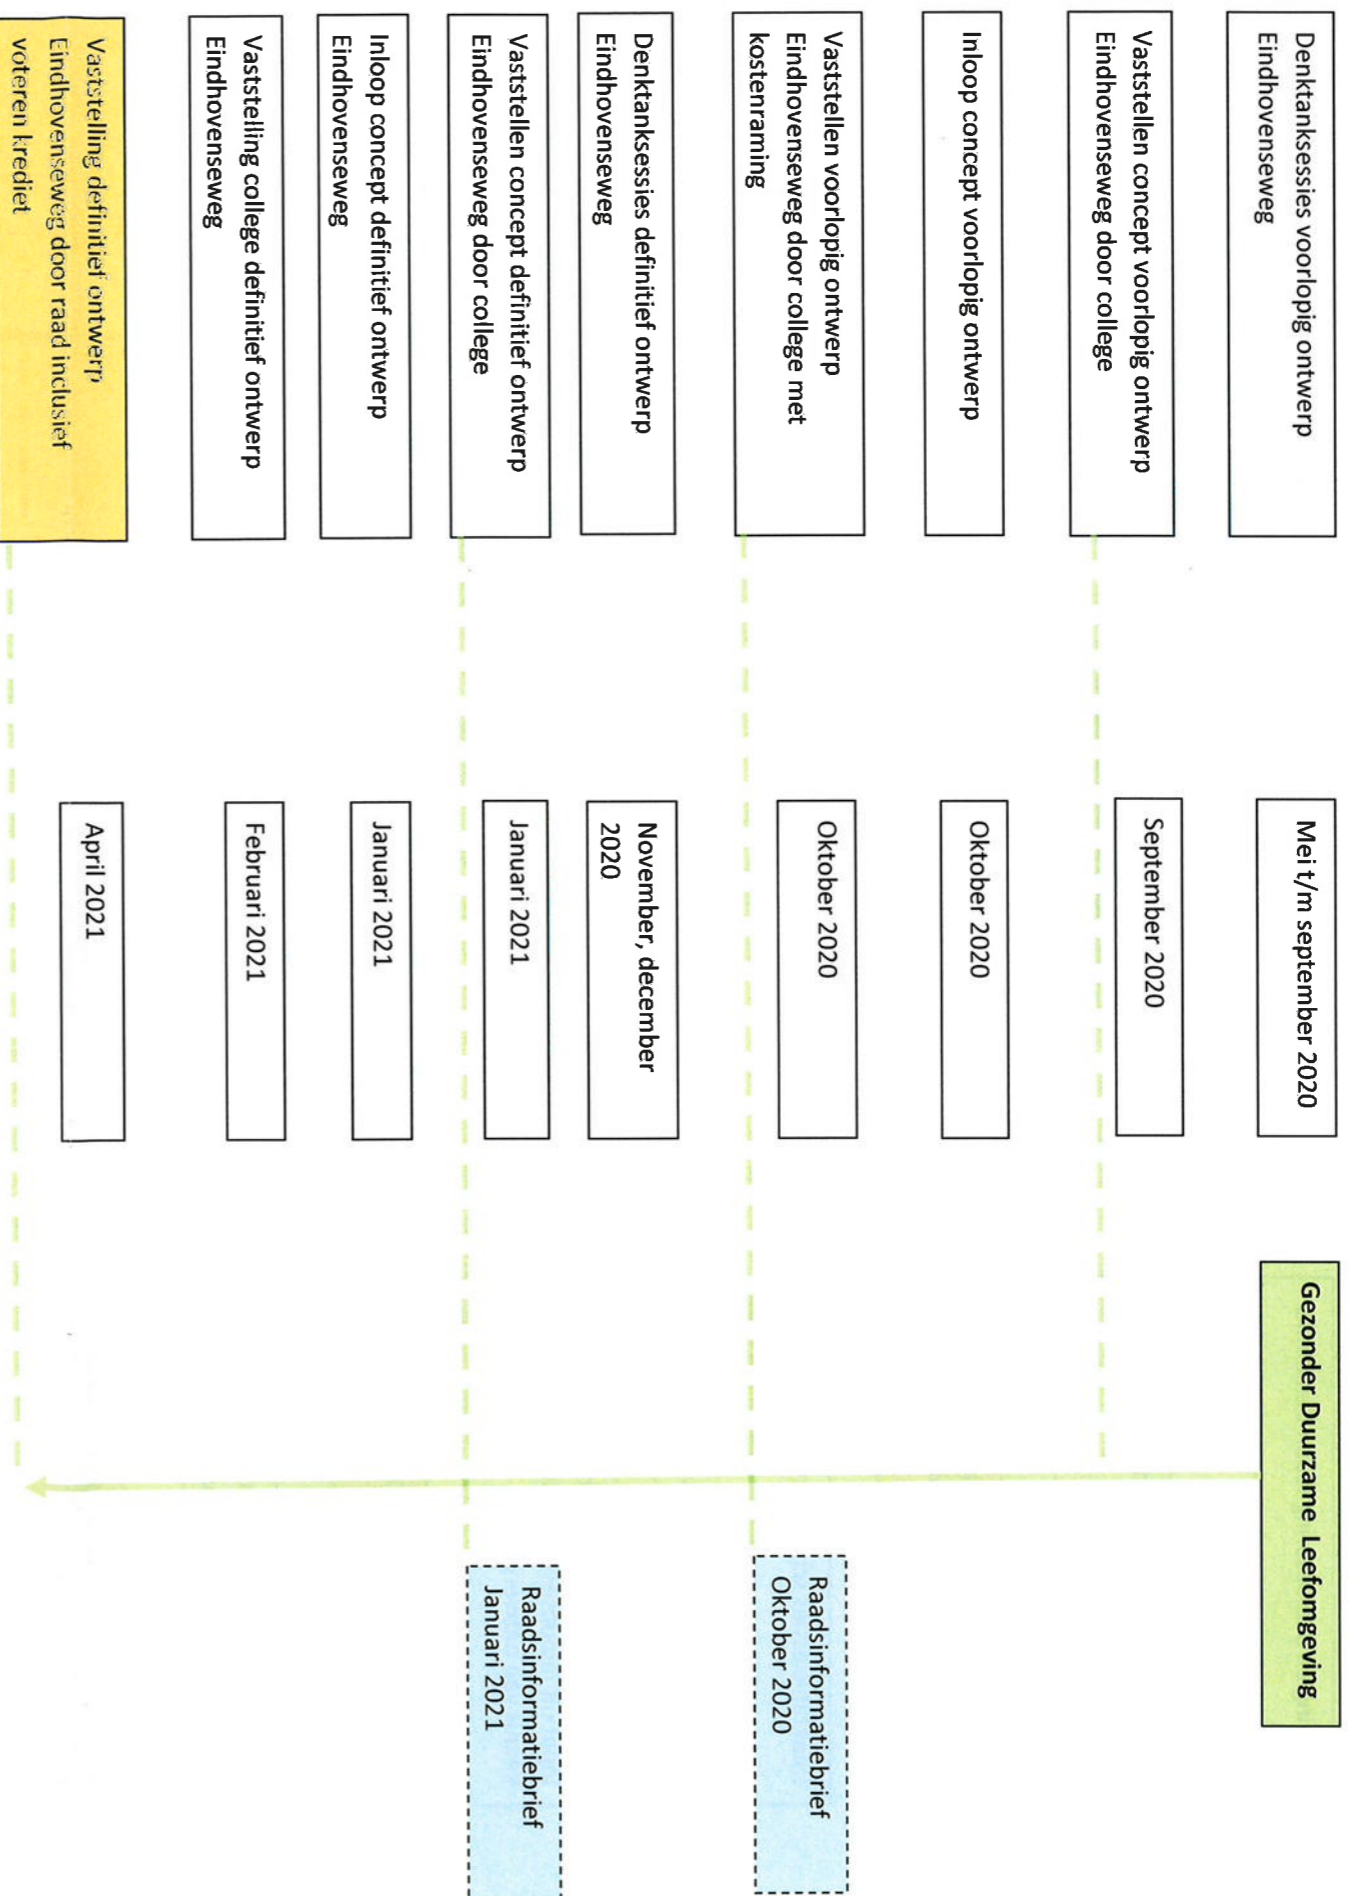 Denktanksessies voorlopig ontwerp
Eindhovenseweg
Mei t/m september 2020
Gezonder Duurzame Leefomgeving
Vaststellen concept voorlopig ontwerp
Eindhovenseweg door college
September 2020
Inloop concept voorlopig ontwerp
Oktober 2020
Vaststellen voorlopig ontwerp
Eindhovenseweg door college met
kostenraming
Oktober 2020
Raadsinformatiebrief
Oktober 2020
Denktanksessies definitief ontwerp
Eindhovenseweg
November, december
2020
Vaststellen concept definitief ontwerp
Eindhovenseweg door college
Januari 2021
Raadsinformatiebrief
Januari 2021
Inloop concept definitief ontwerp
Eindhovenseweg
Januari 2021
Vaststelling college definitief ontwerp
Eindhovenseweg
Februari 2021
Vaststelling definitief ontwerp
Eindhovenseweg door raad inclusief
voteren krediet
April 2021